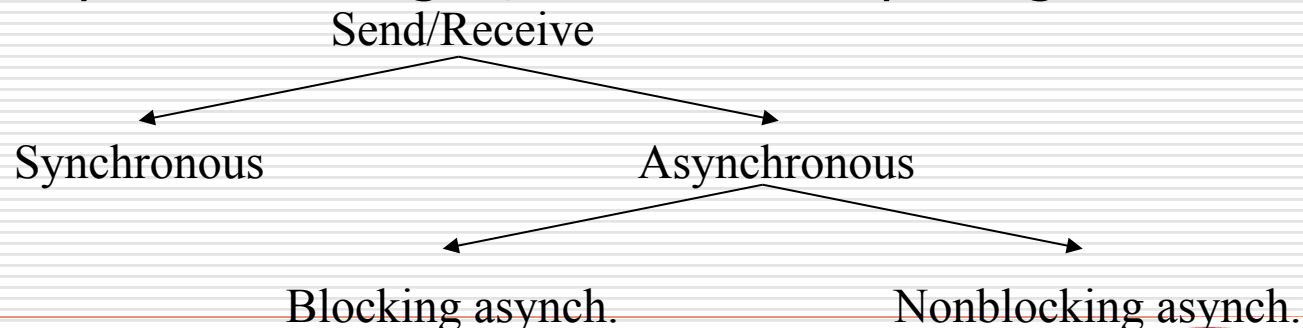 Send/Receive
Synchronous Asynchronous
Blocking asynch. Nonblocking asynch.